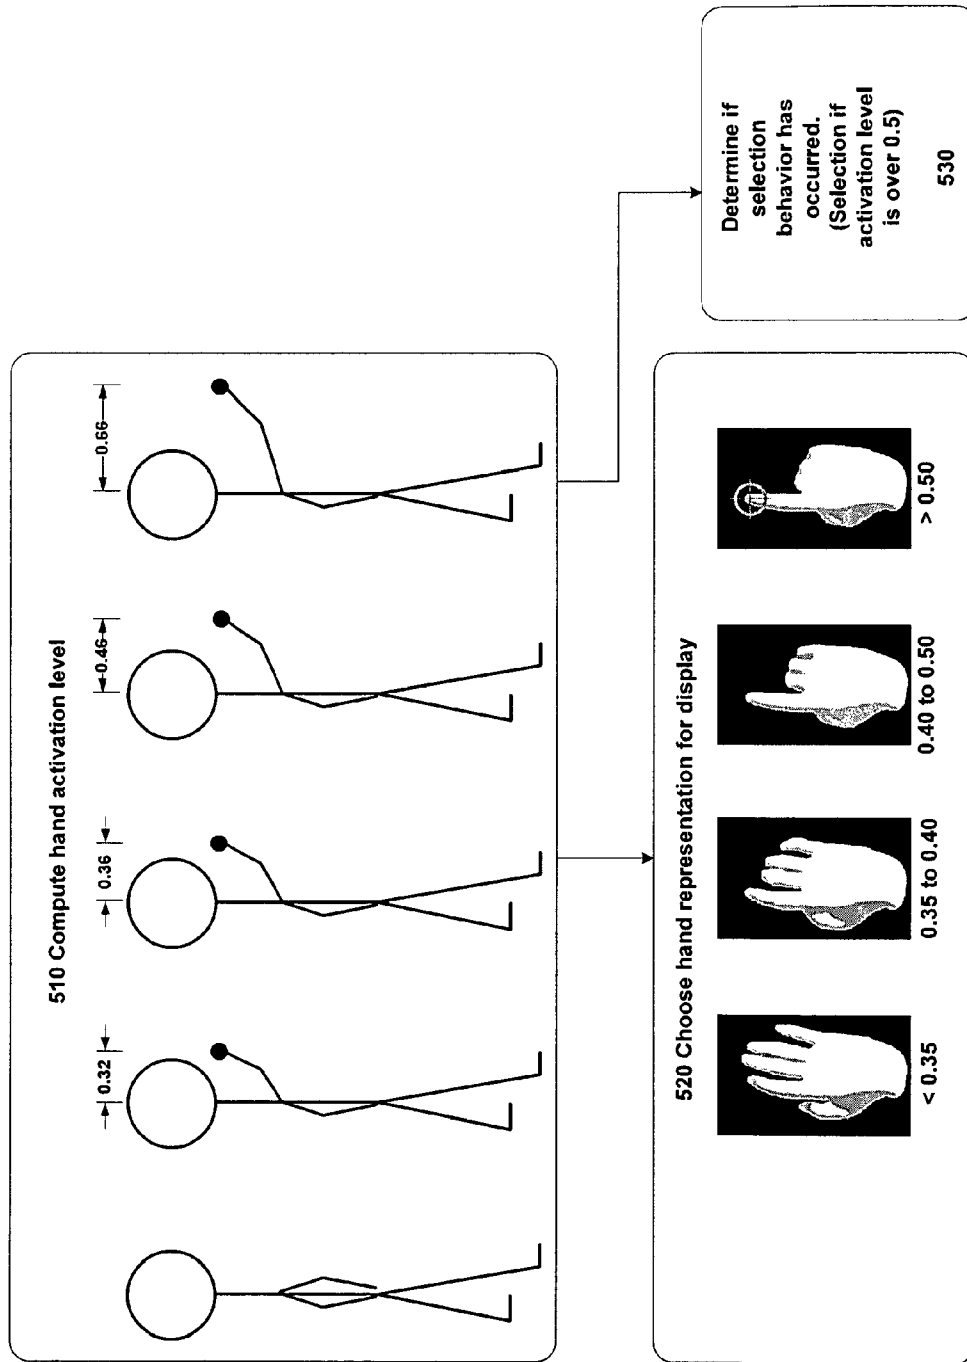 510 Compute hand activation level
0.32
0.36
0.46
0.66
520 Choose hand representation for display
< 0.35
0.35 to 0.40
0.40 to 0.50
> 0.50
Determine if
selection
behavior has
occurred.
(Selection if
activation level
is over 0.5)
530